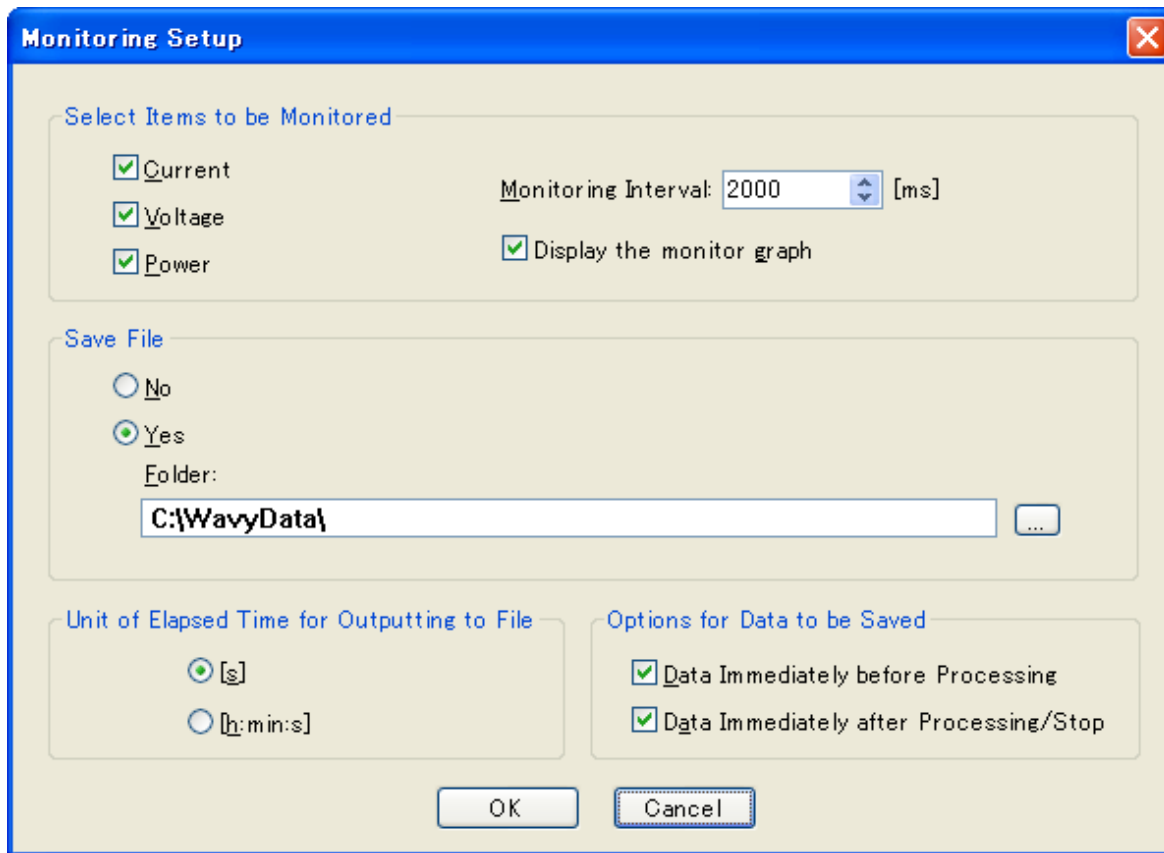 Monitoring Setup
Select Items to be Monitored
Current
Voltage
Power
Monitoring Interval: 2000 [ms]
Display the monitor graph
Save File
No
Yes
Folder:
C:\WavyData\
...
Unit of Elapsed Time for Outputting to File
[s]
[h:min:s]
Options for Data to be Saved
Data Immediately before Processing
Data Immediately after Processing/Stop
OK
Cancel